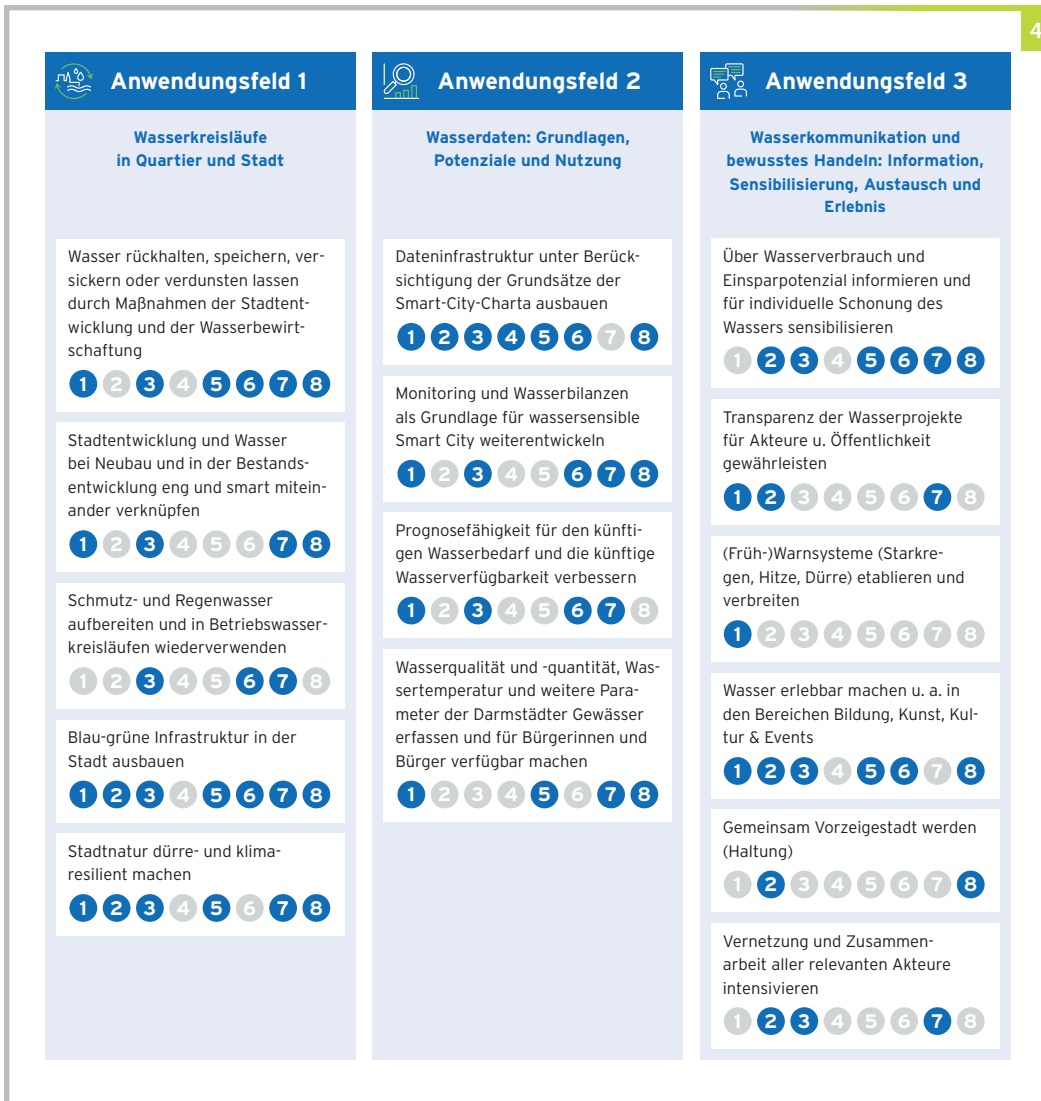 4
Anwendungsfeld 1
Wasserkreisläufe
in Quartier und Stadt
Wasser rückhalten, speichern, ver-
sickern oder verdunsten lassen
durch Maßnahmen der Stadtent-
wicklung und der Wasserbewirt-
schaftung
1 2 3 4 5 6 7 8
Stadtentwicklung und Wasser
bei Neubau und in der Bestands-
entwicklung eng und smart mitein-
ander verknüpfen
1 2 3 4 5 6 7 8
Schmutz- und Regenwasser
aufbereiten und in Betriebswasser-
kreisläufen wiederverwenden
1 2 3 4 5 6 7 8
Blau-grüne Infrastruktur in der
Stadt ausbauen
1 2 3 4 5 6 7 8
Stadtnatur dürre- und klima-
resilient machen
1 2 3 4 5 6 7 8
Anwendungsfeld 2
Wasserdaten: Grundlagen,
Potenziale und Nutzung
Dateninfrastruktur unter Berück-
sichtigung der Grundsätze der
Smart-City-Charta ausbauen
1 2 3 4 5 6 7 8
Monitoring und Wasserbilanzen
als Grundlage für wassersensible
Smart City weiterentwickeln
1 2 3 4 5 6 7 8
Prognosefähigkeit für den künfti-
gen Wasserbedarf und die künftige
Wasserverfügbarkeit verbessern
1 2 3 4 5 6 7 8
Wasserqualität und -quantität, Was-
sertemperatur und weitere Para-
meter der Darmstädter Gewässer
erfassen und für Bürgerinnen und
Bürger verfügbar machen
1 2 3 4 5 6 7 8
Anwendungsfeld 3
Wasserkommunikation und
bewusstes Handeln: Information,
Sensibilisierung, Austausch und
Erlebnis
Über Wasserverbrauch und
Einsparpotenzial informieren und
für individuelle Schonung des
Wassers sensibilisieren
1 2 3 4 5 6 7 8
Transparenz der Wasserprojekte
für Akteure u. Öffentlichkeit
gewährleisten
1 2 3 4 5 6 7 8
(Früh-)Warnsysteme (Starkre-
gen, Hitze, Dürre) etablieren und
verbreiten
1 2 3 4 5 6 7 8
Wasser erlebbar machen u. a. in
den Bereichen Bildung, Kunst, Kul-
tur & Events
1 2 3 4 5 6 7 8
Gemeinsam Vorzeigestadt werden
(Haltung)
1 2 3 4 5 6 7 8
Vernetzung und Zusammen-
arbeit aller relevanten Akteure
intensivieren
1 2 3 4 5 6 7 8